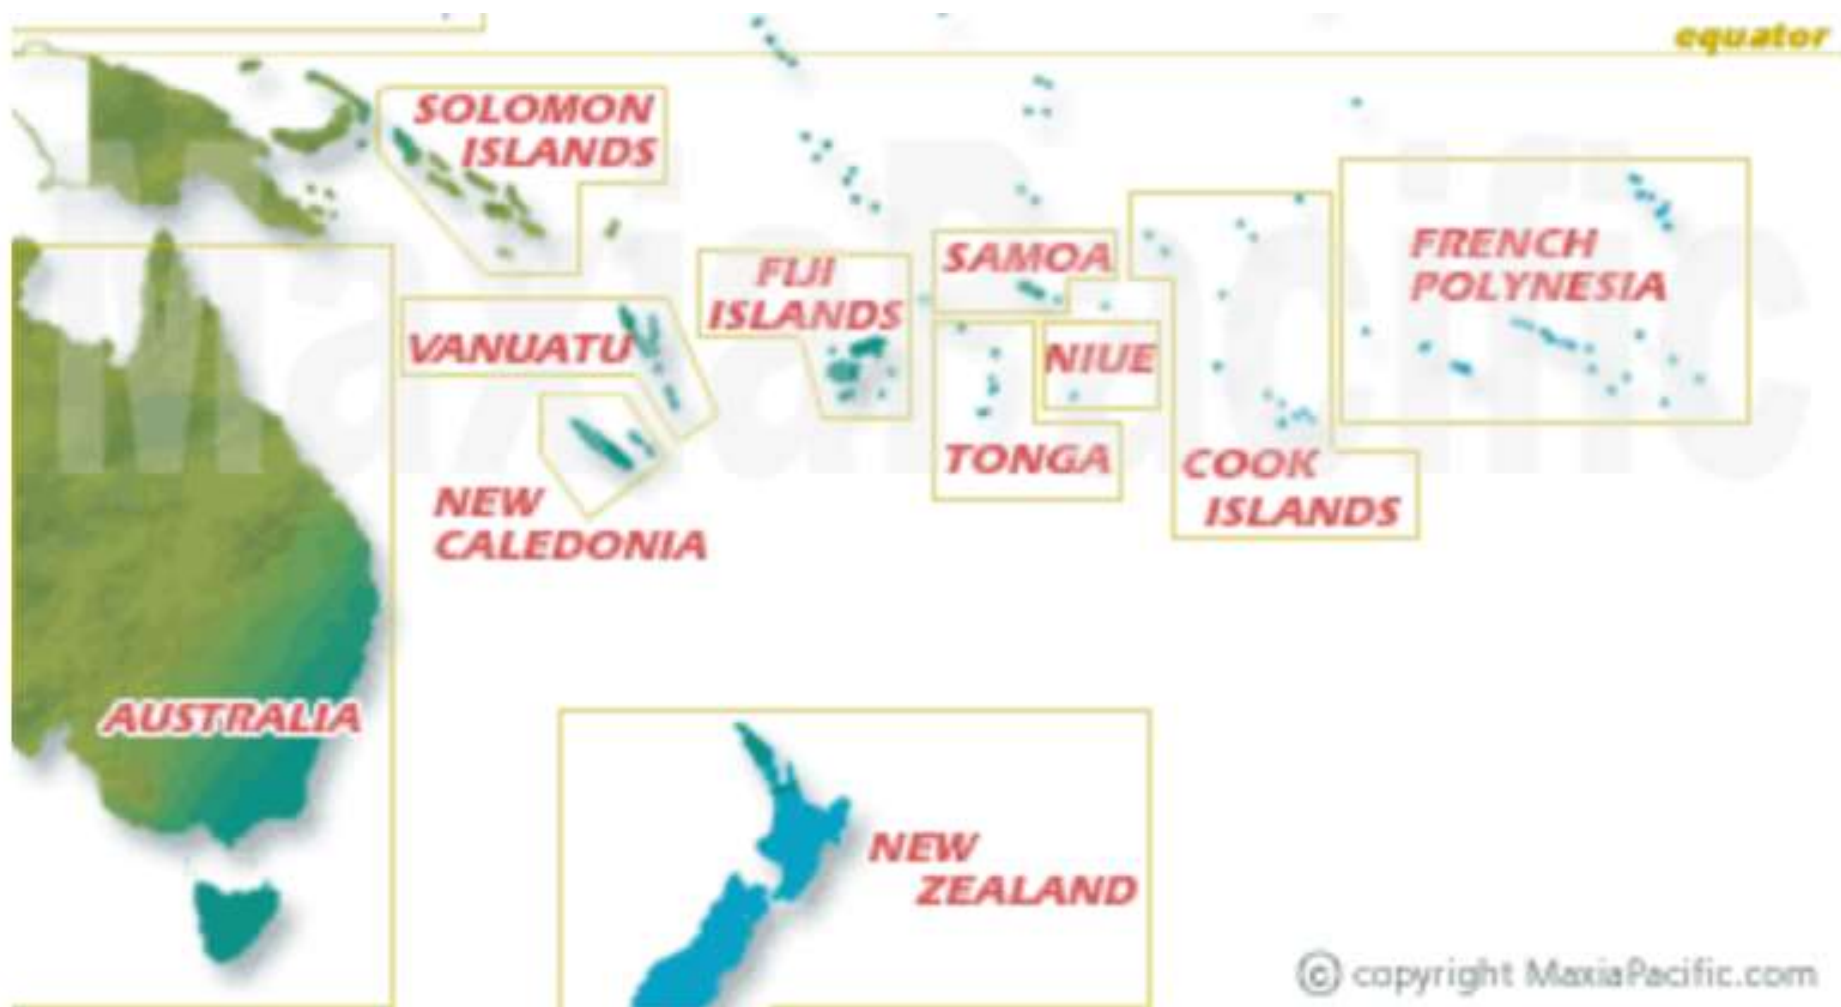 equator
SOLOMON
ISLANDS
FRENCH
POLYNESIA
SAMOA
FIJI
ISLANDS
VANUATU
NIUE
TONGA
COOK
ISLANDS
NEW
CALEDONIA
AUSTRALIA
NEW
ZEALAND
MaxiaPacific
© copyright MaxiaPacific.com